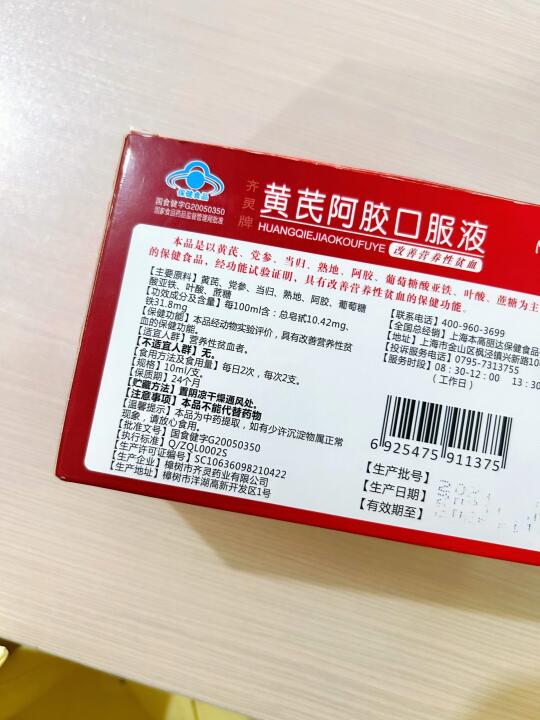 保健食品
国食健字G20050350
国家食品药品监督管理局批准
齐灵牌
黄芪阿胶口服液
HUANGQIEJIAOKOUFUYE
改善营养性贫血
本品是以黄芪、党参、当归、熟地、阿胶、葡萄糖酸亚铁、叶酸、蔗糖为主
的保健食品，经功能试验证明，具有改善营养性贫血的保健功能。
【主要原料】黄芪、党参、当归、熟地、阿胶、葡萄糖
酸亚铁、叶酸、蔗糖
【功效成分及含量】每100ml含：总皂甙10.42mg、
铁31.8mg
【保健功能】本品经动物实验评价，具有改善营养性贫
血的保健功能。
【适宜人群】营养性贫血者。
【不适宜人群】无。
【食用方法及食用量】每日2次，每次2支。
【规格】10ml/支。
【保质期】24个月
【贮藏方法】置阴凉干燥通风处。
【注意事项】本品不能代替药物
【温馨提示】本品为中药提取，如有少许沉淀物属正常
现象，请放心食用。
【批准文号】国食健字G20050350
【执行标准】Q/ZQL0002S
【生产许可证编号】SC10636098210422
【生产企业】樟树市齐灵药业有限公司
【生产地址】樟树市洋湖高新开发区1号
【联系电话】400-960-3699
【全国总经销】上海本高丽达保健食品
【地址】上海市金山区枫泾镇兴新路
【投诉服务电话】0795-7313755
【服务时段】08：30-12：00 13：30
（工作日）
6 925475 911375
【生产批号】
【生产日期】
【有效期至】